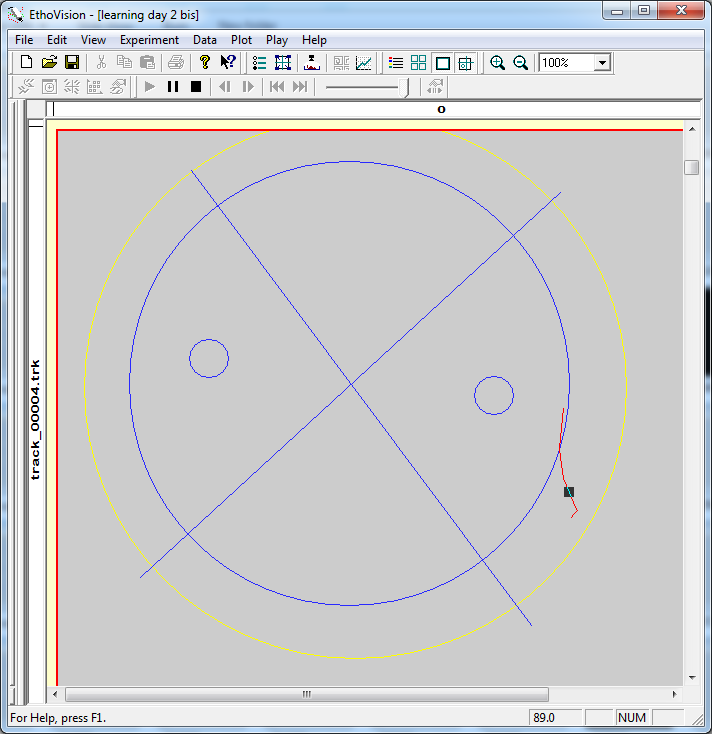 EthoVision - [learning day 2 bis]
File Edit View Experiment Data Plot Play Help
100%
O
track_00004.trk
For Help, press F1.
89.0
NUM